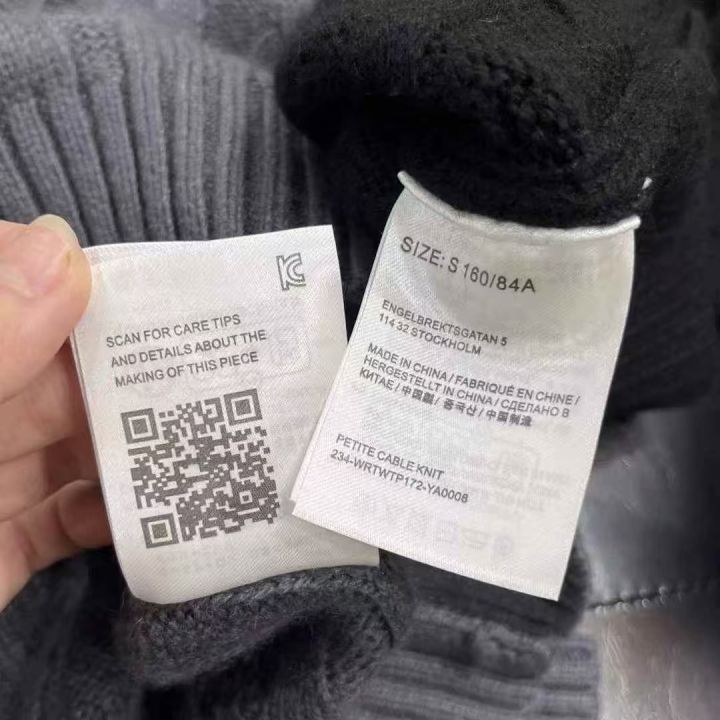 SCAN FOR CARE TIPS
AND DETAILS ABOUT THE
MAKING OF THIS PIECE
SIZE: S 160/84A
ENGELBREKTSGATAN 5
114 32 STOCKHOLM
MADE IN CHINA / FABRIQUÉ EN CHINE /
HERGESTELLT IN CHINA / СДЕЛАНО В
КИТАЕ / 中国製 / 중국산 / 中国制造
PETITE CABLE KNIT
234-WRTWTP172-YA0008